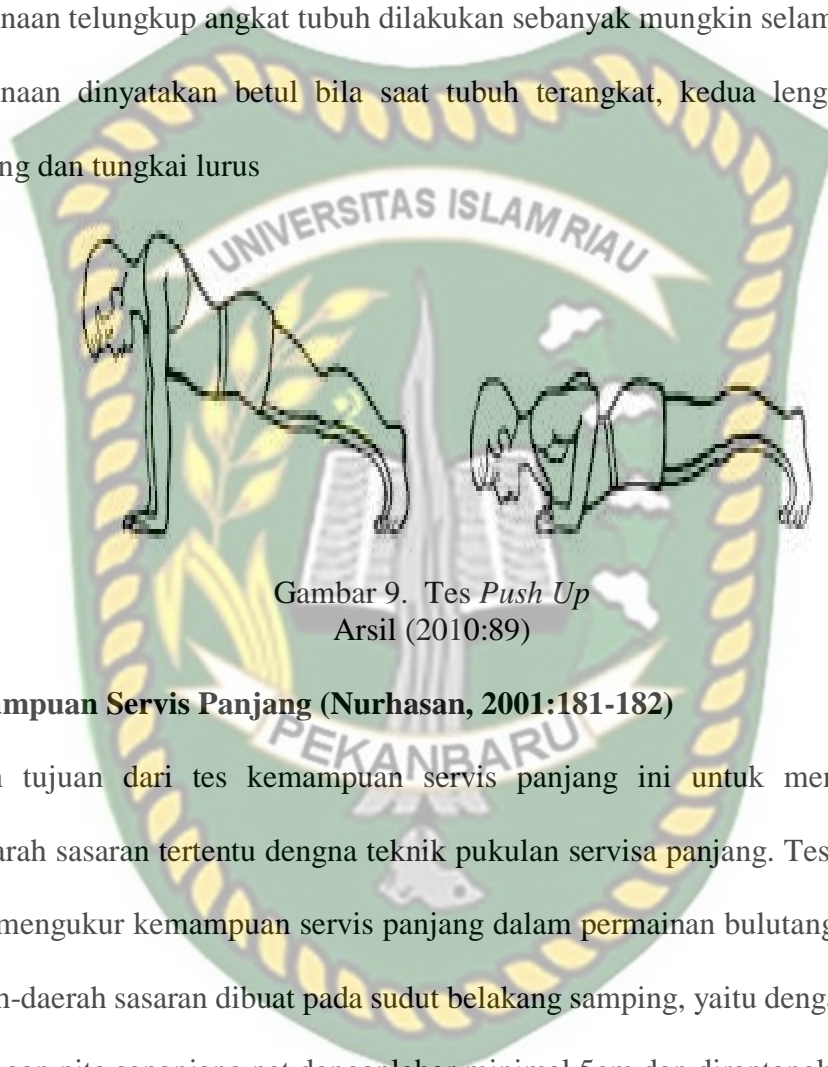 naan telungkup angkat tubuh dilakukan sebanyak mungkin selam
naan dinyatakan betul bila saat tubuh terangkat, kedua leng
ng dan tungkai lurus
UNIVERSITAS ISLAM RIAU
Gambar 9. Tes Push Up
Arsil (2010:89)
mpuan Servis Panjang (Nurhasan, 2001:181-182)
PEKANBARU
tujuan dari tes kemampuan servis panjang ini untuk men
arah sasaran tertentu dengna teknik pukulan servisa panjang. Tes
mengukur kemampuan servis panjang dalam permainan bulutang
h-daerah sasaran dibuat pada sudut belakang samping, yaitu denga